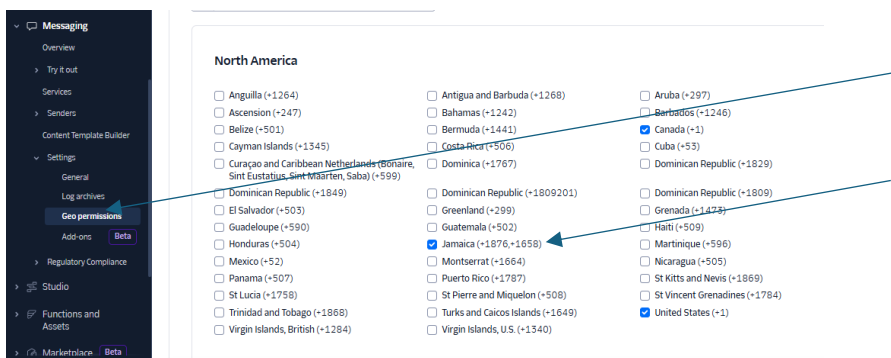 Messaging
Overview
Try it out
Services
Senders
Content Template Builder
Settings
General
Log archives
Geo permissions
Add-ons Beta
Regulatory Compliance
Studio
Functions and
Assets
Marketplace Beta
North America
Anguilla (+1264) Antigua and Barbuda (+1268) Aruba (+297)
Ascension (+247) Bahamas (+1242) Barbados (+1246)
Belize (+501) Bermuda (+1441) Canada (+1)
Cayman Islands (+1345) Costa Rica (+506) Cuba (+53)
Curaçao and Caribbean Netherlands (Bonaire, Dominica (+1767) Dominican Republic (+1829)
Sint Eustatius, Sint Maarten, Saba) (+599)
Dominican Republic (+1849) Dominican Republic (+1809201) Dominican Republic (+1809)
El Salvador (+503) Greenland (+299) Grenada (+1473)
Guadeloupe (+590) Guatemala (+502) Haiti (+509)
Honduras (+504) Jamaica (+1876,+1658) Martinique (+596)
Mexico (+52) Montserrat (+1664) Nicaragua (+505)
Panama (+507) Puerto Rico (+1787) St Kitts and Nevis (+1869)
St Lucia (+1758) St Pierre and Miquelon (+508) St Vincent Grenadines (+1784)
Trinidad and Tobago (+1868) Turks and Caicos Islands (+1649) United States (+1)
Virgin Islands, British (+1284) Virgin Islands, U.S. (+1340)